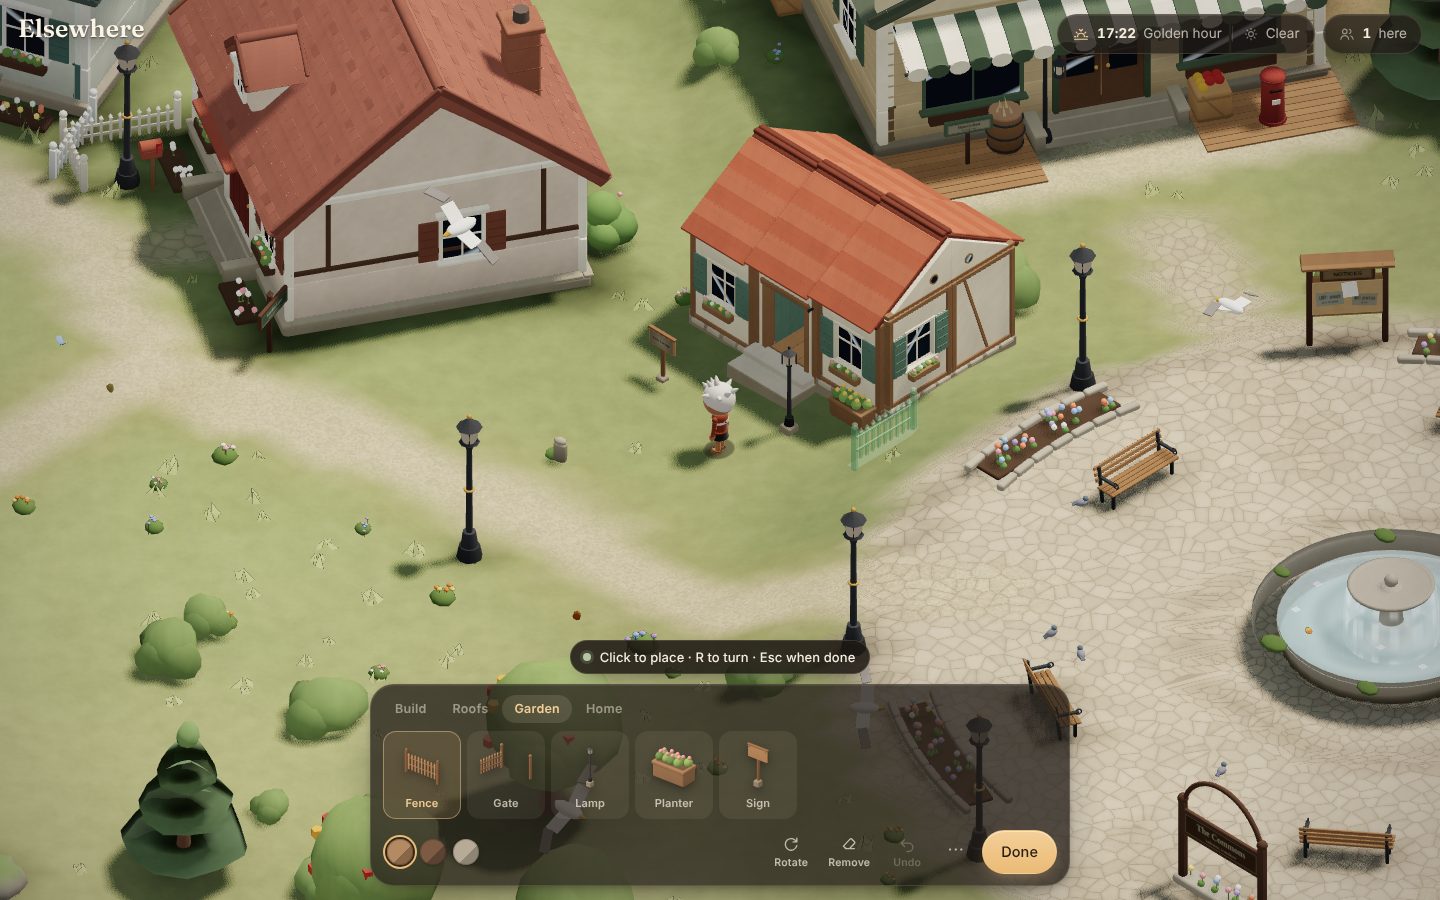 Elsewhere
17:22 Golden hour Clear
1 here
NOTICES
Click to place · R to turn · Esc when done
Build Roofs Garden Home
Fence Gate Lamp Planter Sign
Rotate Remove Undo ··· Done
The Commons